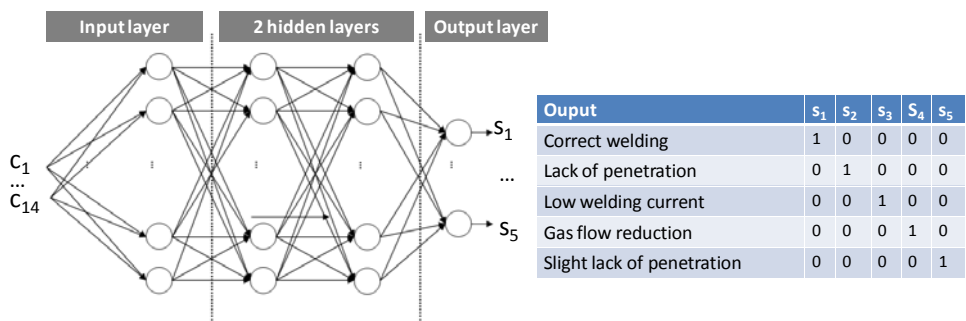 Input layer
2 hidden layers
Output layer
c1
...
c14
...
...
...
...
s1
...
s5
Ouput s1 s2 s3 S4 s5
Correct welding 1 0 0 0 0
Lack of penetration 0 1 0 0 0
Low welding current 0 0 1 0 0
Gas flow reduction 0 0 0 1 0
Slight lack of penetration 0 0 0 0 1